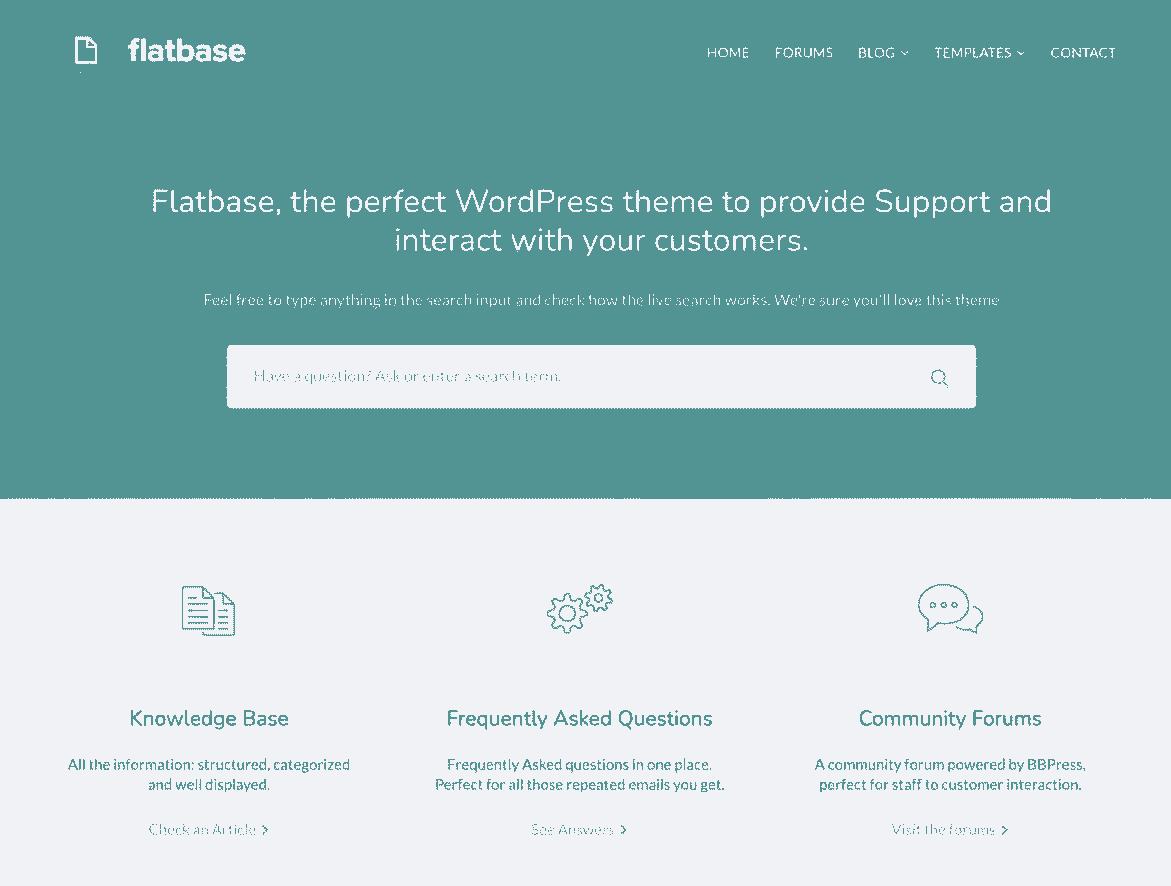 flatbase
HOME FORUMS BLOG TEMPLATES CONTACT
Flatbase, the perfect WordPress theme to provide Support and
interact with your customers.
Feel free to type anything in the search input and check how the live search works. We're sure you'll love this theme
Have a question? Ask or enter a search term.
Knowledge Base
All the information: structured, categorized
and well displayed.
Check an Article
Frequently Asked Questions
Frequently Asked questions in one place.
Perfect for all those repeated emails you get.
See Answers
Community Forums
A community forum powered by BBPress,
perfect for staff to customer interaction.
Visit the forums